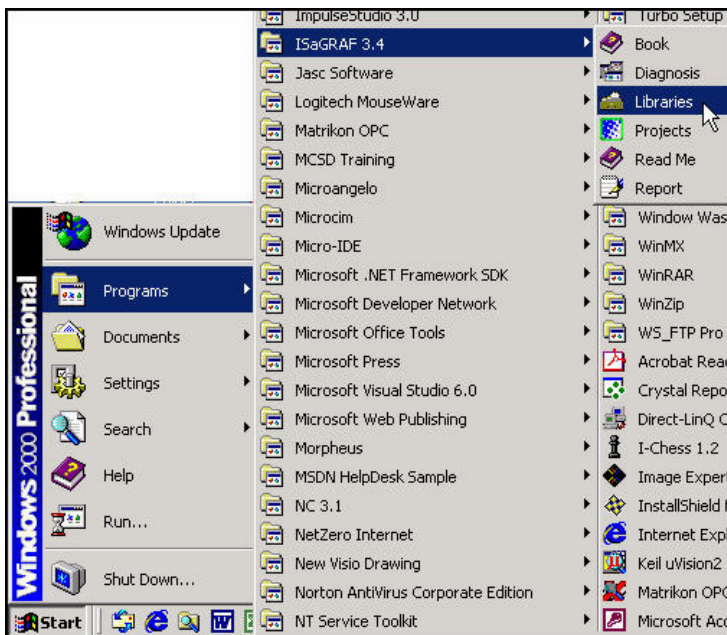 Windows 2000 Professional
Windows Update
Programs
Documents
Settings
Search
Help
Run...
Shut Down...
Start
ImpulseStudio 3.0
ISaGRAF 3.4
Jasc Software
Logitech MouseWare
Matrikon OPC
MCSD Training
Microangelo
Microcim
Micro-IDE
Microsoft .NET Framework SDK
Microsoft Developer Network
Microsoft Office Tools
Microsoft Press
Microsoft Visual Studio 6.0
Microsoft Web Publishing
Morpheus
MSDN HelpDesk Sample
NC 3.1
NetZero Internet
New Visio Drawing
Norton AntiVirus Corporate Edition
NT Service Toolkit
Turbo Setup
Book
Diagnosis
Libraries
Projects
Read Me
Report
Window Was
WinMX
WinRAR
WinZip
WS_FTP Pro
Acrobat Rea
Crystal Repo
Direct-LinQ
I-Chess 1.2
Image Exper
InstallShield
Internet Expl
Keil uVision2
Matrikon OPC
Microsoft Acc